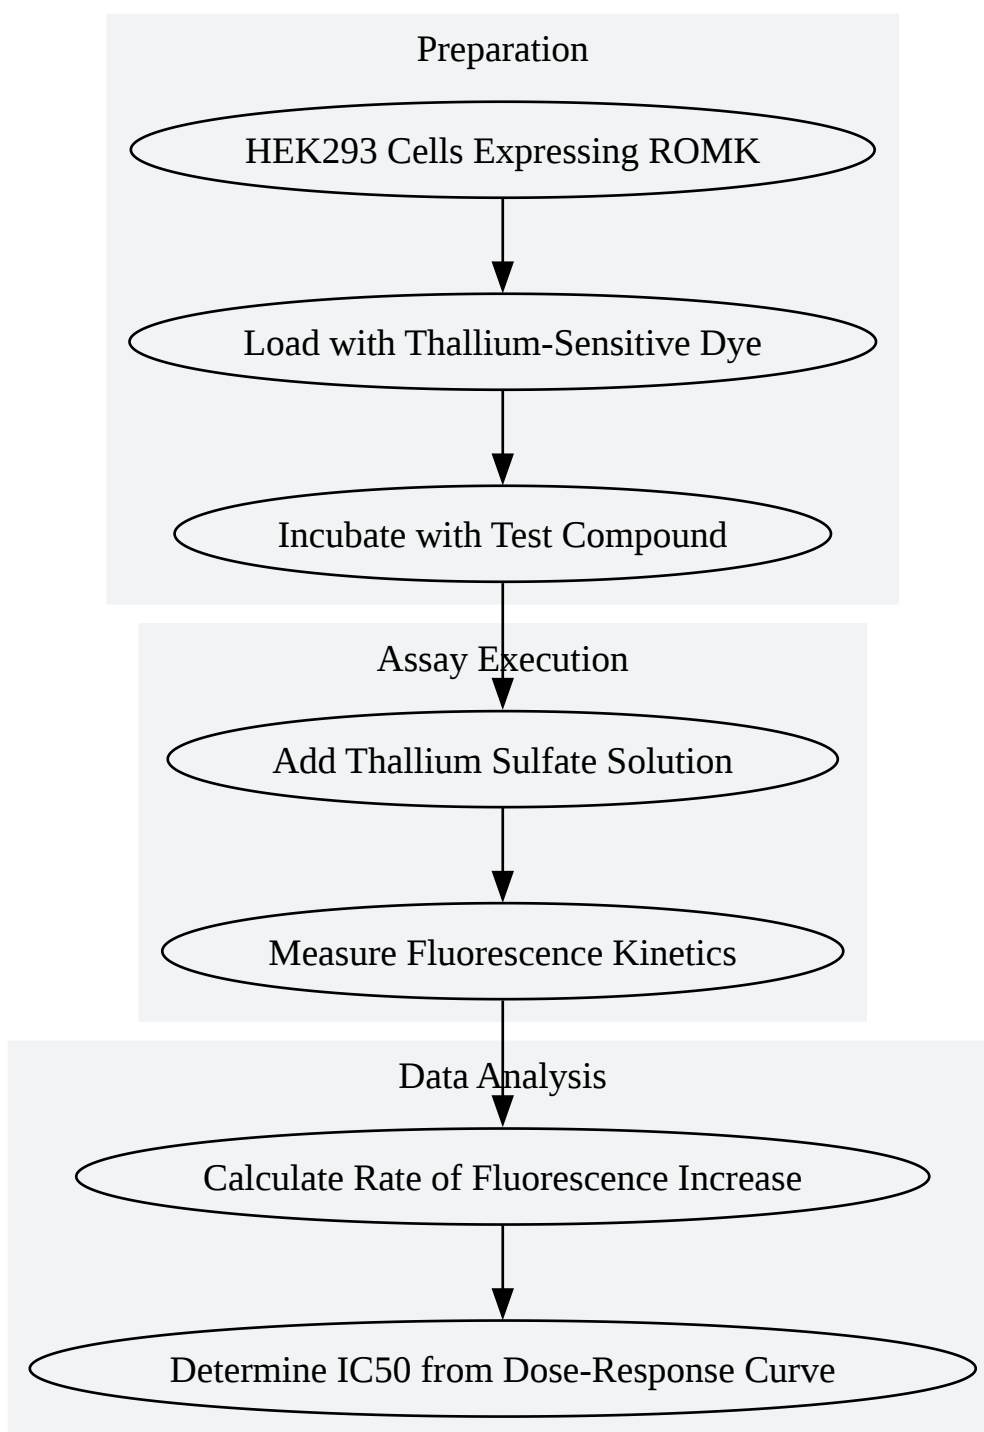 Preparation
HEK293 Cells Expressing ROMK
Load with Thallium-Sensitive Dye
Incubate with Test Compound
Assay Execution
Add Thallium Sulfate Solution
Measure Fluorescence Kinetics
Data Analysis
Calculate Rate of Fluorescence Increase
Determine IC50 from Dose-Response Curve